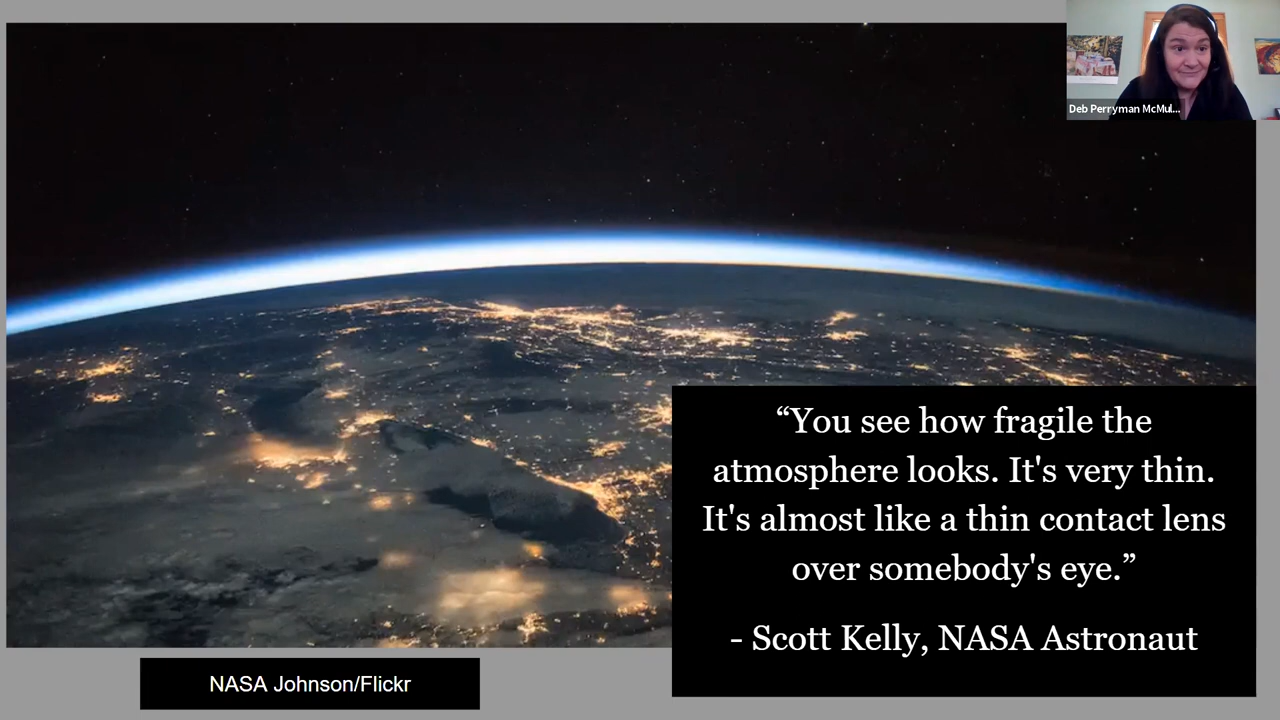 Deb Perryman McMul...
“You see how fragile the
atmosphere looks. It's very thin.
It's almost like a thin contact lens
over somebody's eye.”
- Scott Kelly, NASA Astronaut
NASA Johnson/Flickr